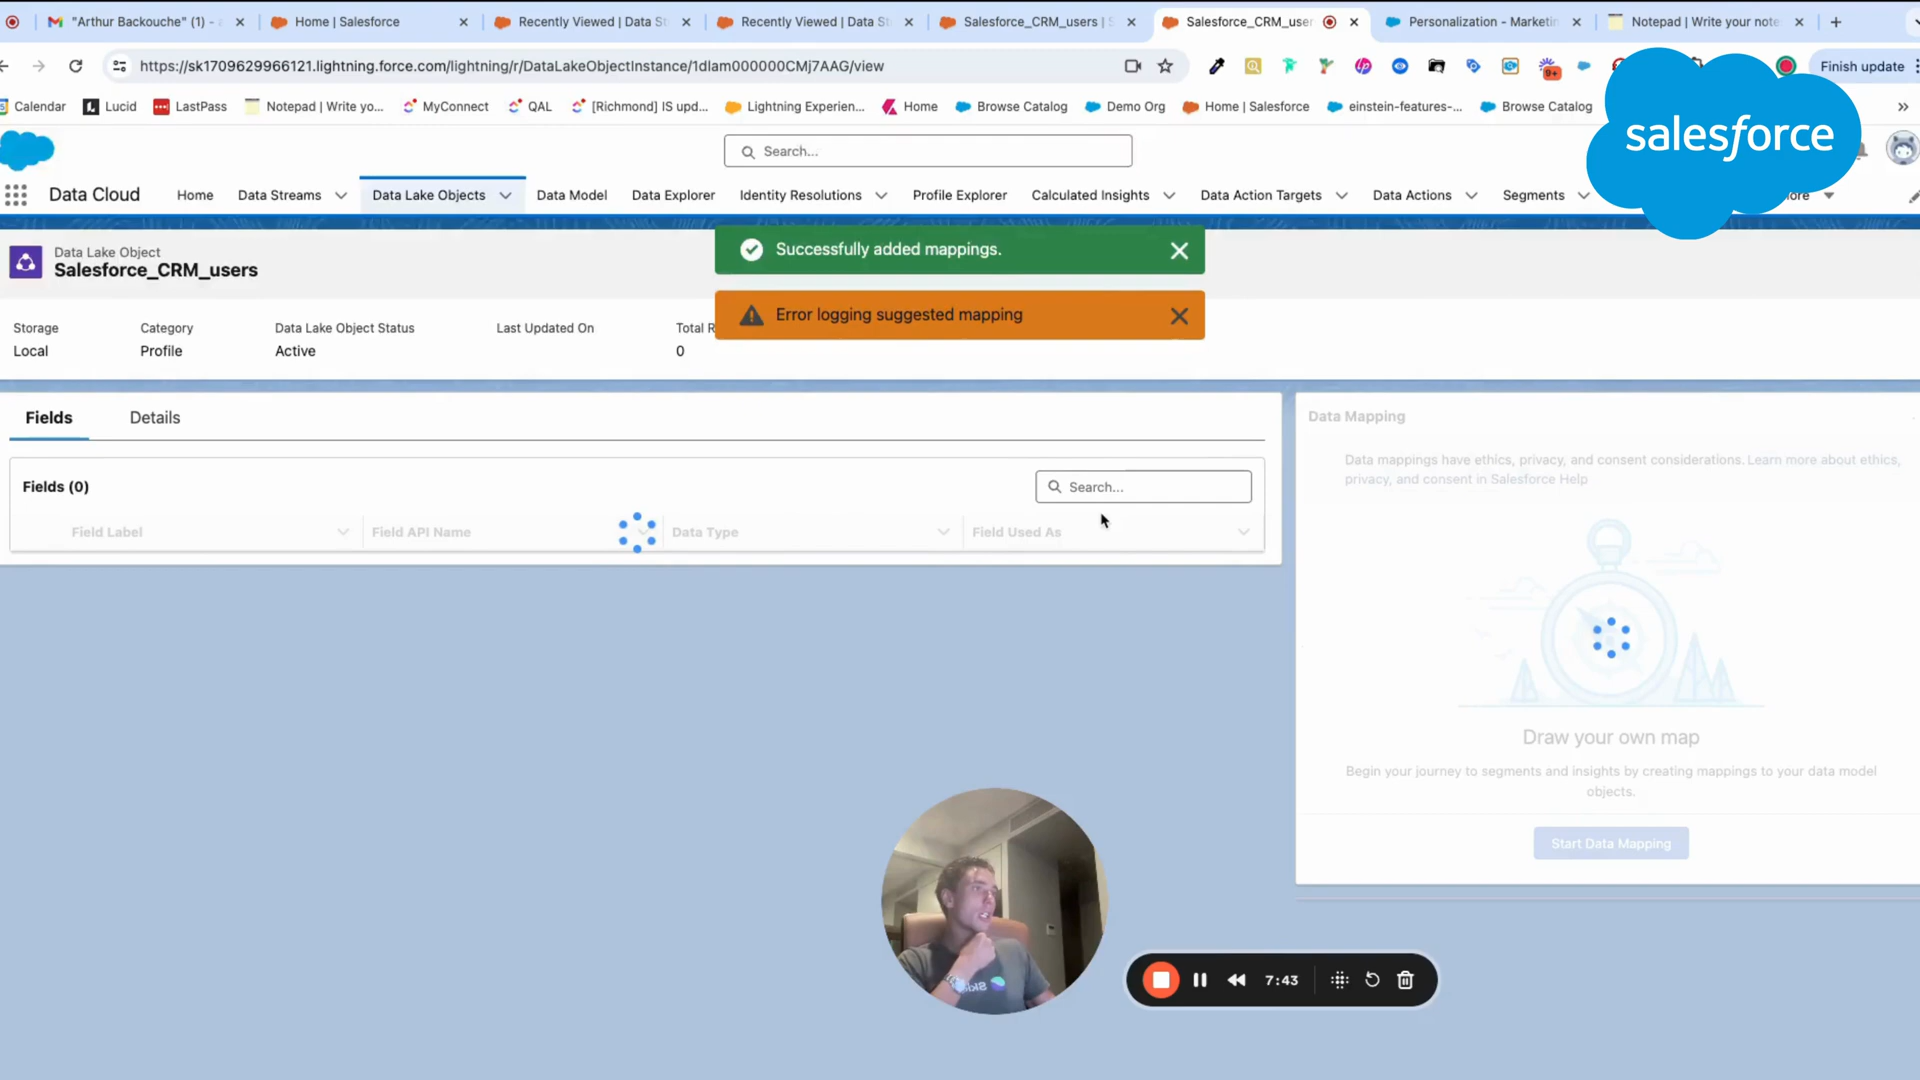 "Arthur Backouche" (1) -
Home | Salesforce
Recently Viewed | Data St
Recently Viewed | Data St
Salesforce_CRM_users | S
Salesforce_CRM_user
Personalization - Marketin
Notepad | Write your note
https://sk1709629966121.lightning.force.com/lightning/r/DataLakeObjectInstance/1dlam000000CMj7AAG/view
Finish update
Calendar
Lucid
LastPass
Notepad | Write yo...
MyConnect
QAL
[Richmond] IS upd...
Lightning Experien...
Home
Browse Catalog
Demo Org
Home | Salesforce
einstein-features-...
Browse Catalog
salesforce
Search...
Data Cloud
Home
Data Streams
Data Lake Objects
Data Model
Data Explorer
Identity Resolutions
Profile Explorer
Calculated Insights
Data Action Targets
Data Actions
Segments
ore
Data Lake Object
Salesforce_CRM_users
Successfully added mappings.
Error logging suggested mapping
Storage
Category
Data Lake Object Status
Last Updated On
Total R
Local
Profile
Active
0
Fields
Details
Fields (0)
Search...
Field Label
Field API Name
Data Type
Field Used As
Data Mapping
Data mappings have ethics, privacy, and consent considerations. Learn more about ethics,
privacy, and consent in Salesforce Help
Draw your own map
Begin your journey to segments and insights by creating mappings to your data model
objects.
Start Data Mapping
7:43